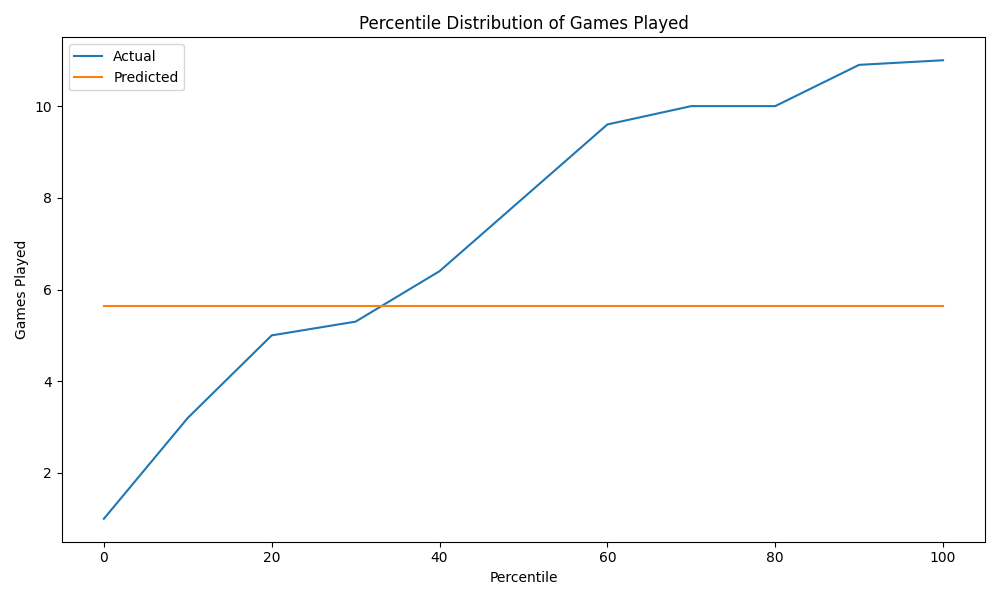 Percentile Distribution of Games Played
Actual
Predicted
10
8
6
4
2
Games Played
0 20 40 60 80 100
Percentile